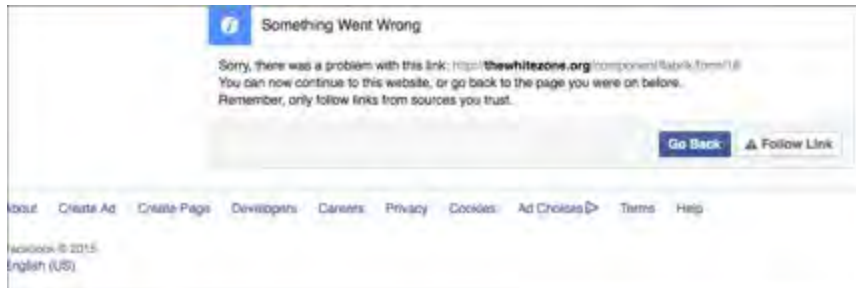 Something Went Wrong
Sorry, there was a problem with this link: http://thewhitezone.org/component/fabrik/form/18
You can now continue to this website, or go back to the page you were on before.
Remember, only follow links from sources you trust.
Go Back Follow Link
About Create Ad Create Page Developers Careers Privacy Cookies Ad Choices Terms Help
Facebook © 2015
English (US)